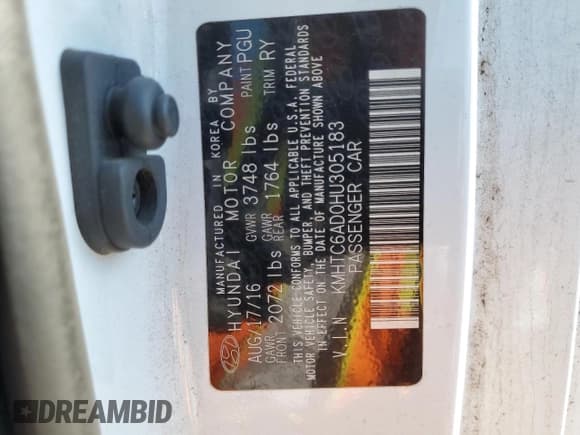 MANUFACTURED IN KOREA BY
HYUNDAI MOTOR COMPANY
AUG/17/16 GVWR 3748 lbs PAINT PGU
GAWR FRONT 2072 lbs GAWR REAR 1764 lbs TRIM RY
THIS VEHICLE CONFORMS TO ALL APPLICABLE U.S.A. FEDERAL
MOTOR VEHICLE SAFETY, BUMPER, AND THEFT PREVENTION STANDARDS
IN EFFECT ON THE DATE OF MANUFACTURE SHOWN ABOVE
V.I.N KMHTC6AD0HU305183
PASSENGER CAR
DREAMBID